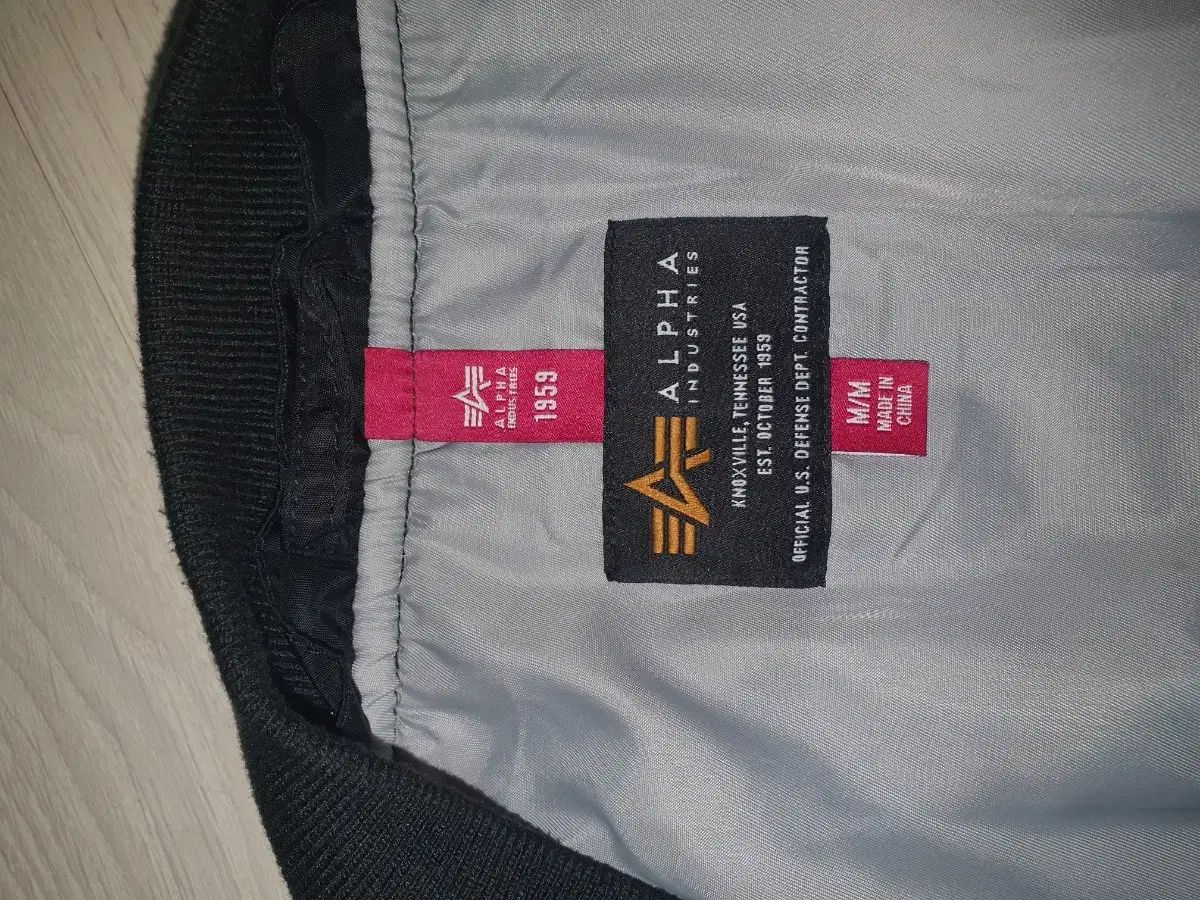 ALPHA
INDUSTRIES
1959
ALPHA
INDUSTRIES
KNOXVILLE, TENNESSEE USA
EST. OCTOBER 1959
OFFICIAL U.S. DEFENSE DEPT. CONTRACTOR
M/M
MADE IN
CHINA